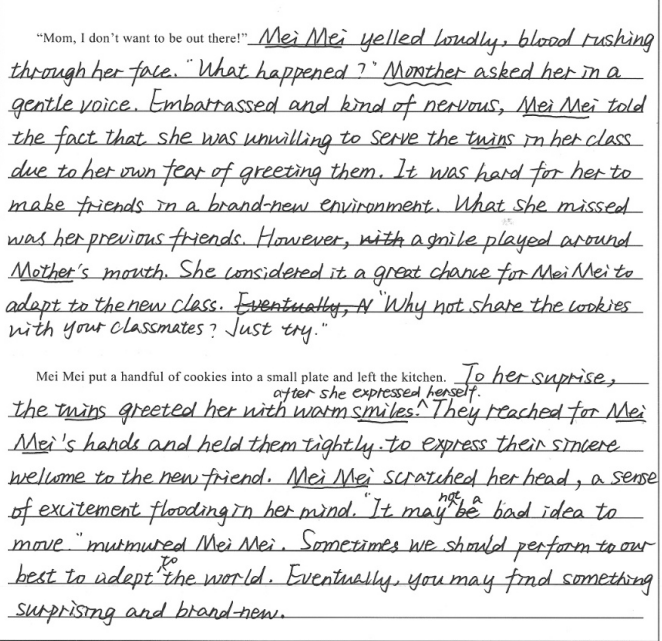 "Mom, I don't want to be out there!" Mei Mei yelled loudly, blood rushing
through her face. "What happened?" Monther asked her in a
gentle voice. Embarrassed and kind of nervous, Mei Mei told
the fact that she was unwilling to serve the twins in her class
due to her own fear of greeting them. It was hard for her to
make friends in a brand-new environment. What she missed
was her previous friends. However, with a smile played around
Mother's mouth. She considered it a great chance for Mei Mei to
adapt to the new class. Eventually, N "Why not share the cookies
with your classmates? Just try."
Mei Mei put a handful of cookies into a small plate and left the kitchen. To her suprise,
after she expressed herself.
the twins greeted her with warm smiles.^ They reached for Mei
Mei's hands and held them tightly to express their sincere
welcome to the new friend. Mei Mei scratched her head, a sense
of excitement flooding in her mind. "It may not be a bad idea to
move." murmured Mei Mei. Sometimes we should perform to our
best to adept to the world. Eventually, you may find something
surprising and brand-new.